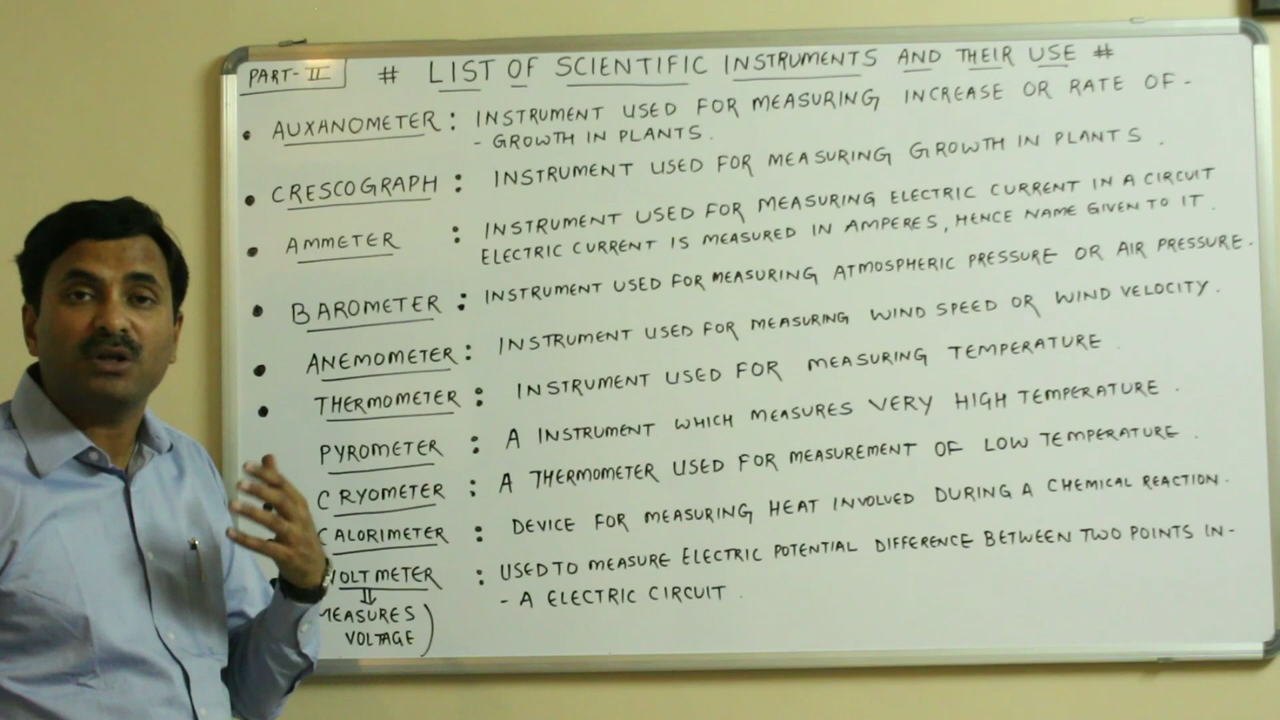 PART-II # LIST OF SCIENTIFIC INSTRUMENTS AND THEIR USE #
• AUXANOMETER : INSTRUMENT USED FOR MEASURING INCREASE OR RATE OF -
- GROWTH IN PLANTS.
• CRESCOGRAPH : INSTRUMENT USED FOR MEASURING GROWTH IN PLANTS.
• AMMETER : INSTRUMENT USED FOR MEASURING ELECTRIC CURRENT IN A CIRCUIT
ELECTRIC CURRENT IS MEASURED IN AMPERES, HENCE NAME GIVEN TO IT.
• BAROMETER : INSTRUMENT USED FOR MEASURING ATMOSPHERIC PRESSURE OR AIR PRESSURE.
• ANEMOMETER : INSTRUMENT USED FOR MEASURING WIND SPEED OR WIND VELOCITY.
• THERMOMETER : INSTRUMENT USED FOR MEASURING TEMPERATURE.
PYROMETER : A INSTRUMENT WHICH MEASURES VERY HIGH TEMPERATURE.
CRYOMETER : A THERMOMETER USED FOR MEASUREMENT OF LOW TEMPERATURE.
CALORIMETER : DEVICE FOR MEASURING HEAT INVOLVED DURING A CHEMICAL REACTION.
VOLTMETER : USED TO MEASURE ELECTRIC POTENTIAL DIFFERENCE BETWEEN TWO POINTS IN -
- A ELECTRIC CIRCUIT.
MEASURES
VOLTAGE)